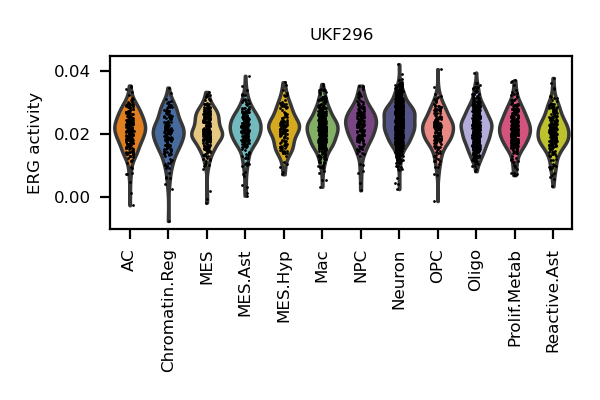 UKF296
ERG activity
0.04
0.02
0.00
AC
Chromatin.Reg
MES
MES.Ast
MES.Hyp
Mac
NPC
Neuron
OPC
Oligo
Prolif.Metab
Reactive.Ast